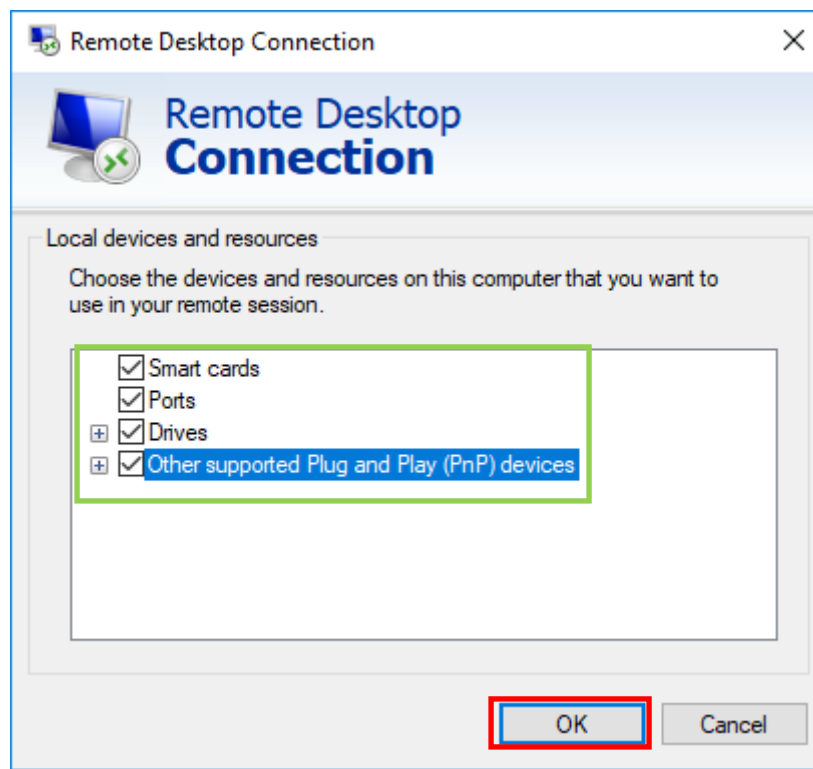 Remote Desktop Connection
Remote Desktop
Connection
Local devices and resources
Choose the devices and resources on this computer that you want to
use in your remote session.
Smart cards
Ports
Drives
Other supported Plug and Play (PnP) devices
OK Cancel